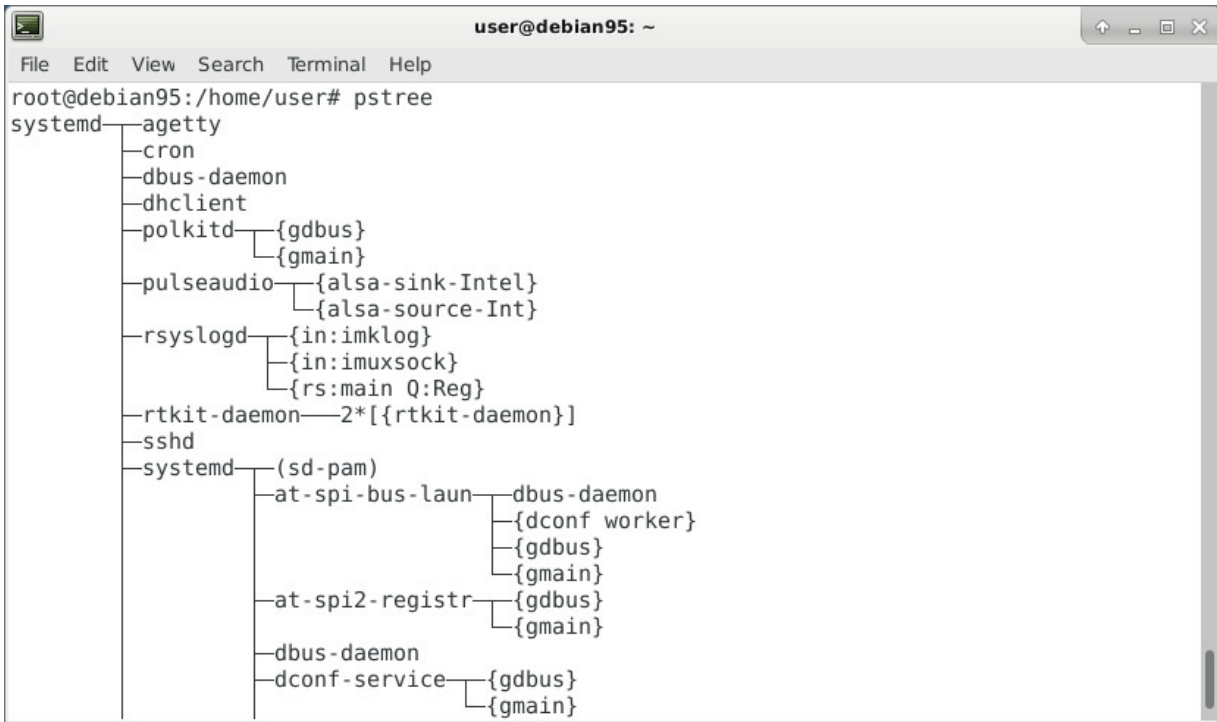 user@debian95: ~
File Edit View Search Terminal Help
root@debian95:/home/user# pstree
systemd─┬─agetty
        ├─cron
        ├─dbus-daemon
        ├─dhclient
        ├─polkitd─┬─{gdbus}
        │         └─{gmain}
        ├─pulseaudio─┬─{alsa-sink-Intel}
        │            └─{alsa-source-Int}
        ├─rsyslogd─┬─{in:imklog}
        │          ├─{in:imuxsock}
        │          └─{rs:main Q:Reg}
        ├─rtkit-daemon───2*[{rtkit-daemon}]
        ├─sshd
        ├─systemd─┬─(sd-pam)
        │         ├─at-spi-bus-laun─┬─dbus-daemon
        │         │                 ├─{dconf worker}
        │         │                 ├─{gdbus}
        │         │                 └─{gmain}
        │         ├─at-spi2-registr─┬─{gdbus}
        │         │                 └─{gmain}
        │         ├─dbus-daemon
        │         ├─dconf-service─┬─{gdbus}
        │         │               └─{gmain}